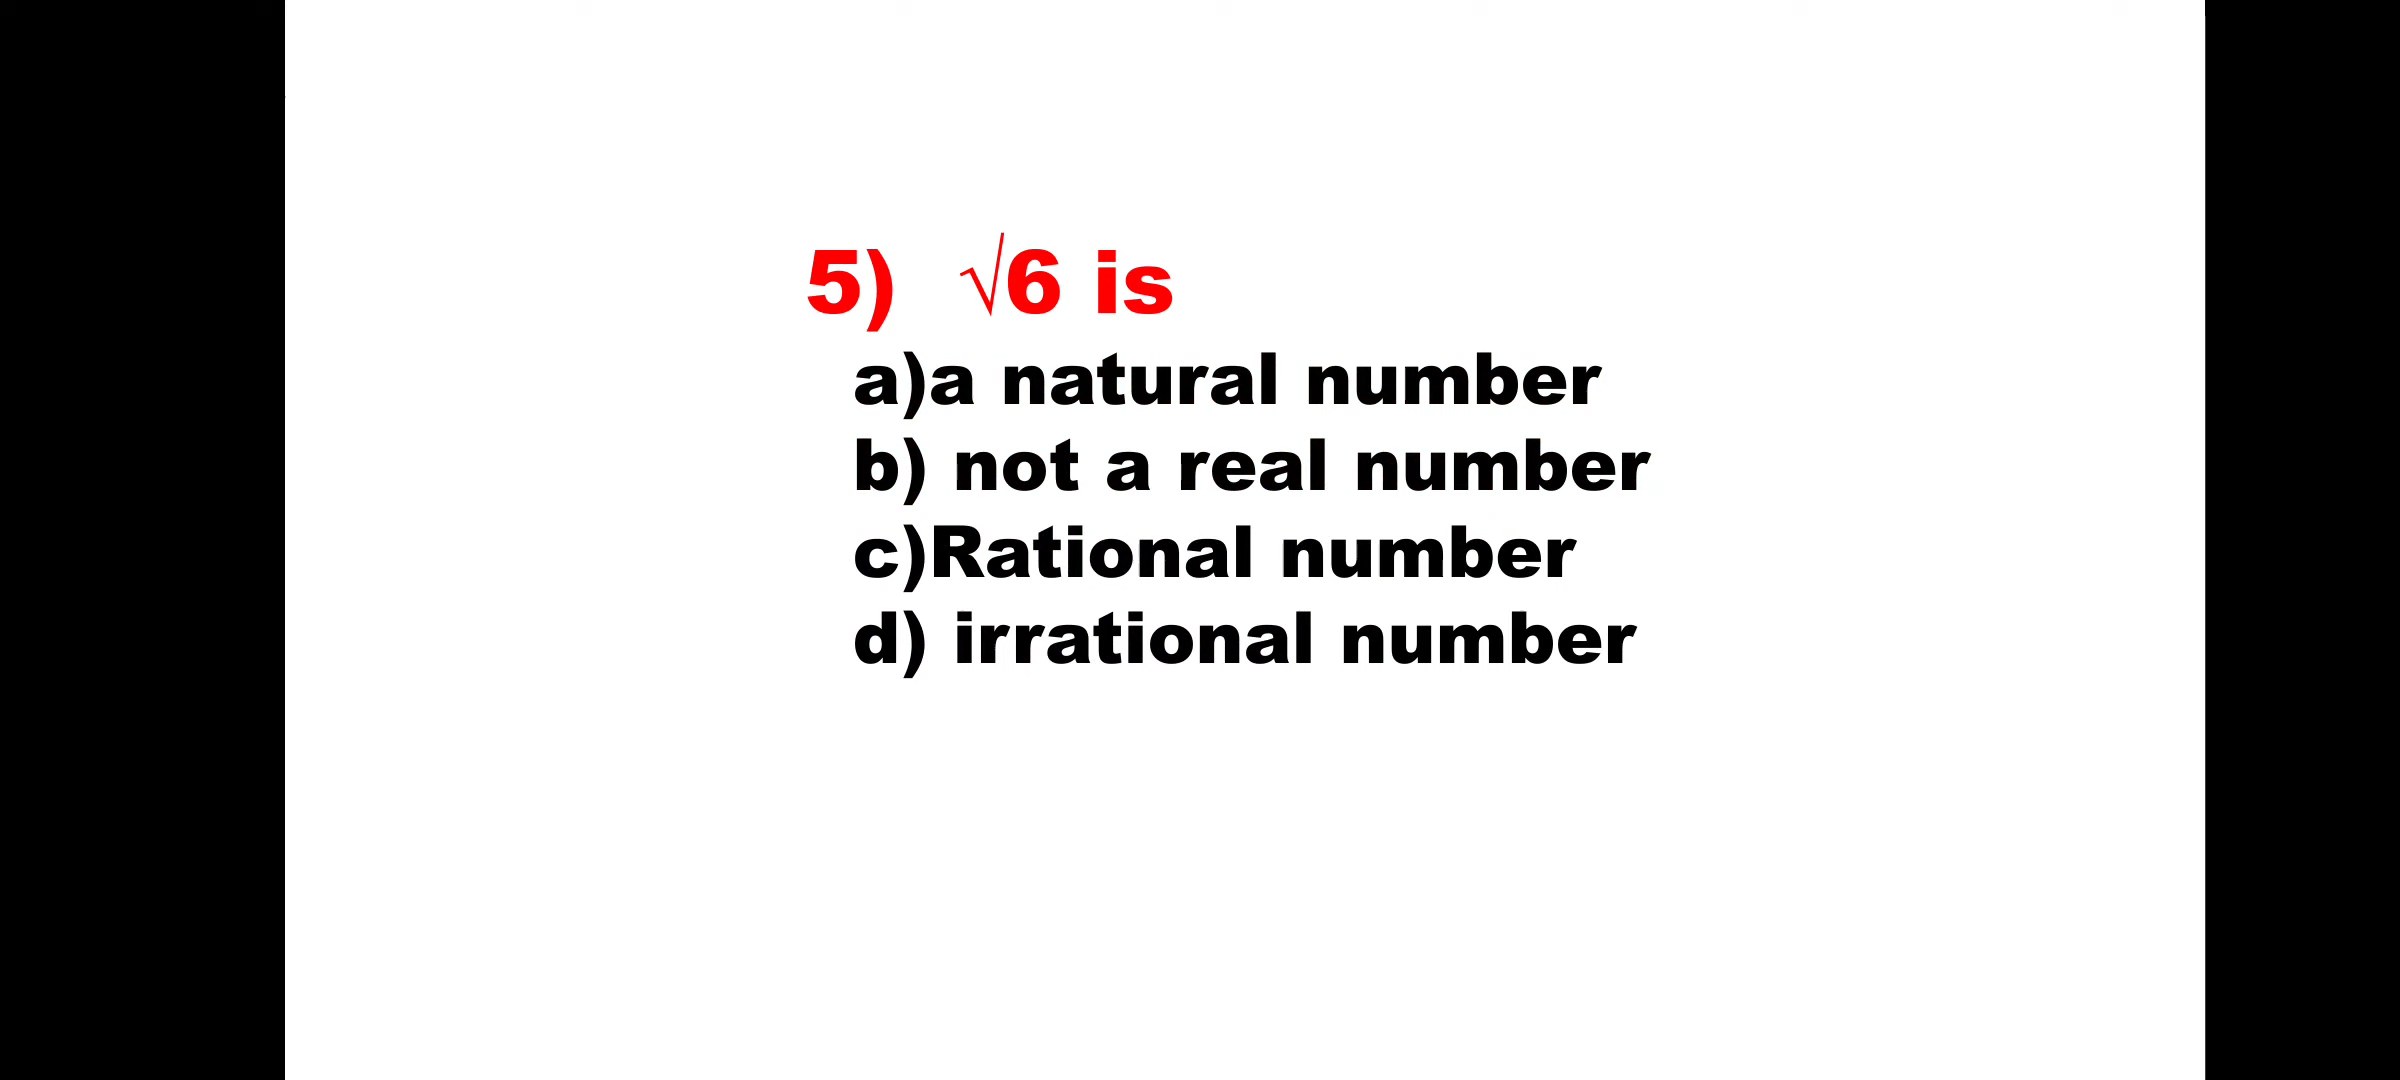 5) √6 is
a)a natural number
b) not a real number
c)Rational number
d) irrational number